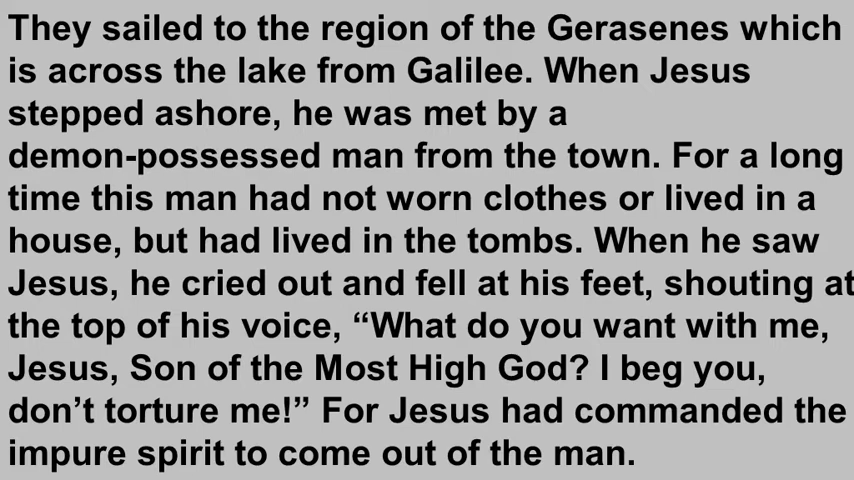 They sailed to the region of the Gerasenes which
is across the lake from Galilee. When Jesus
stepped ashore, he was met by a
demon-possessed man from the town. For a long
time this man had not worn clothes or lived in a
house, but had lived in the tombs. When he saw
Jesus, he cried out and fell at his feet, shouting at
the top of his voice, “What do you want with me,
Jesus, Son of the Most High God? I beg you,
don’t torture me!” For Jesus had commanded the
impure spirit to come out of the man.